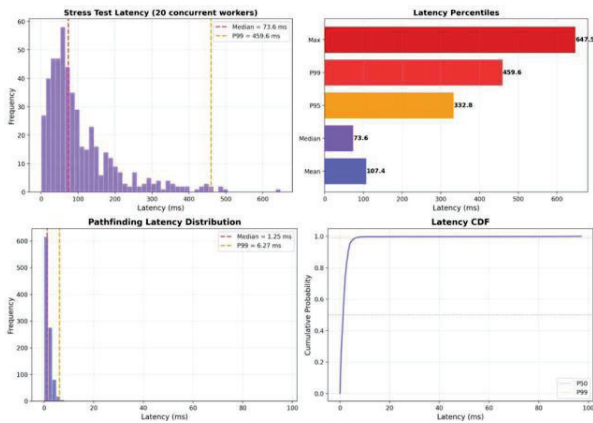 Stress Test Latency (20 concurrent workers)
Median = 73.6 ms
P99 = 459.6 ms
Frequency
60
50
40
30
20
10
0
0 100 200 300 400 500 600
Latency (ms)
Latency Percentiles
Max
P99
P95
Median
Mean
647.5
459.6
332.8
73.6
107.4
0 100 200 300 400 500 600
Latency (ms)
Pathfinding Latency Distribution
Median = 1.25 ms
P99 = 6.27 ms
Frequency
600
500
400
300
200
100
0
0 20 40 60 80 100
Latency (ms)
Latency CDF
Cumulative Probability
1.0
0.8
0.6
0.4
0.2
0.0
P50
P99
0 20 40 60 80 100
Latency (ms)